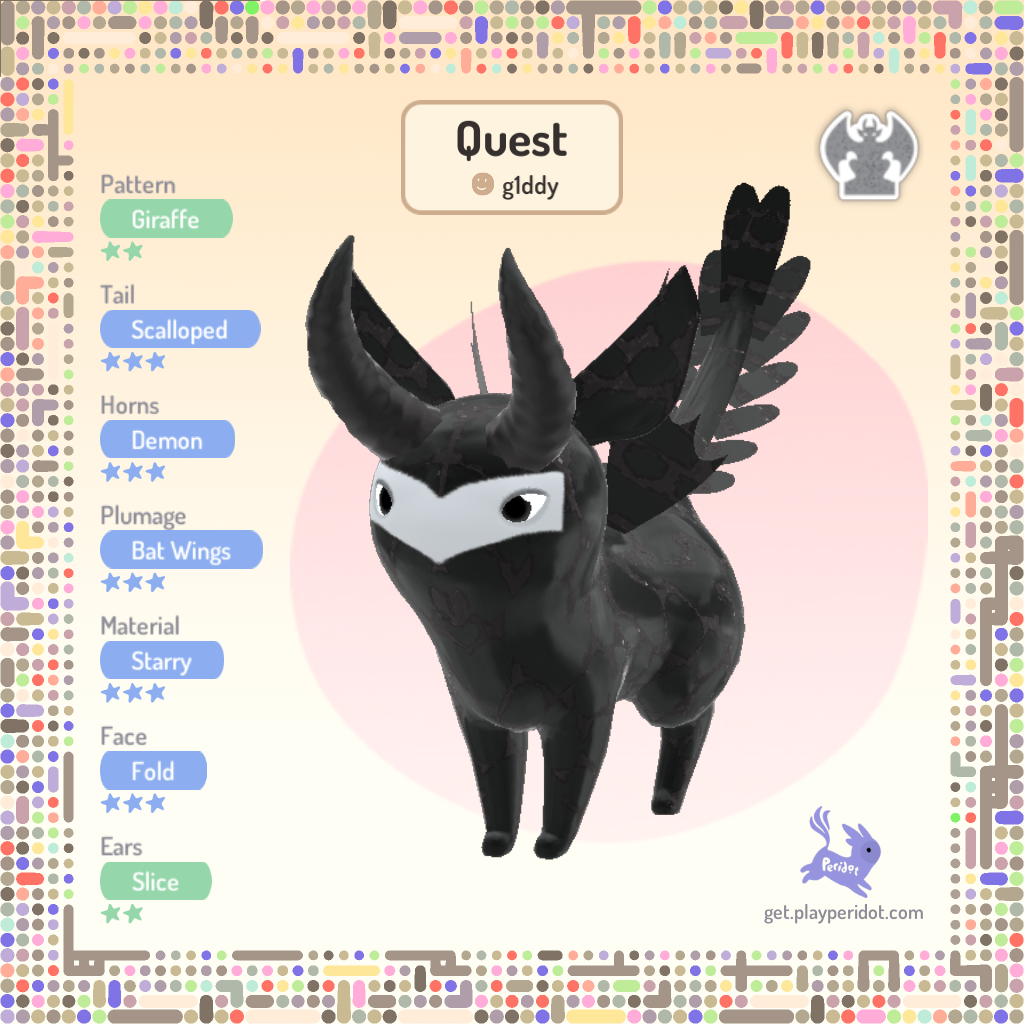 Quest
g1ddy
Pattern
Giraffe
Tail
Scalloped
Horns
Demon
Plumage
Bat Wings
Material
Starry
Face
Fold
Ears
Slice
Peridot
get.playperidot.com